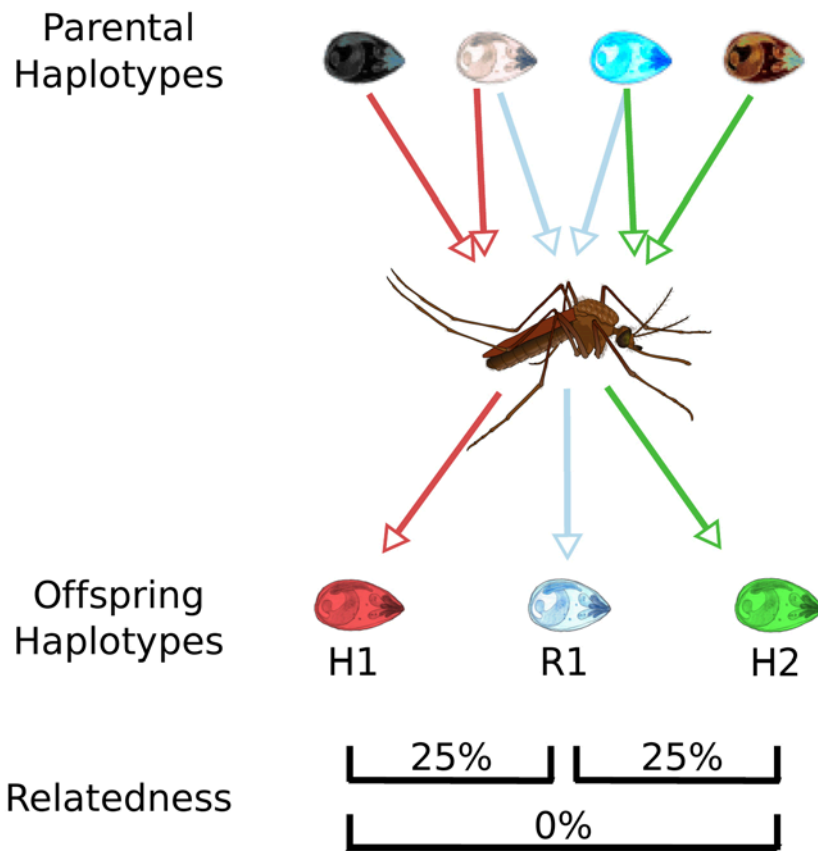 Parental
Haplotypes
Offspring
Haplotypes
H1 R1 H2
25% 25%
Relatedness
0%